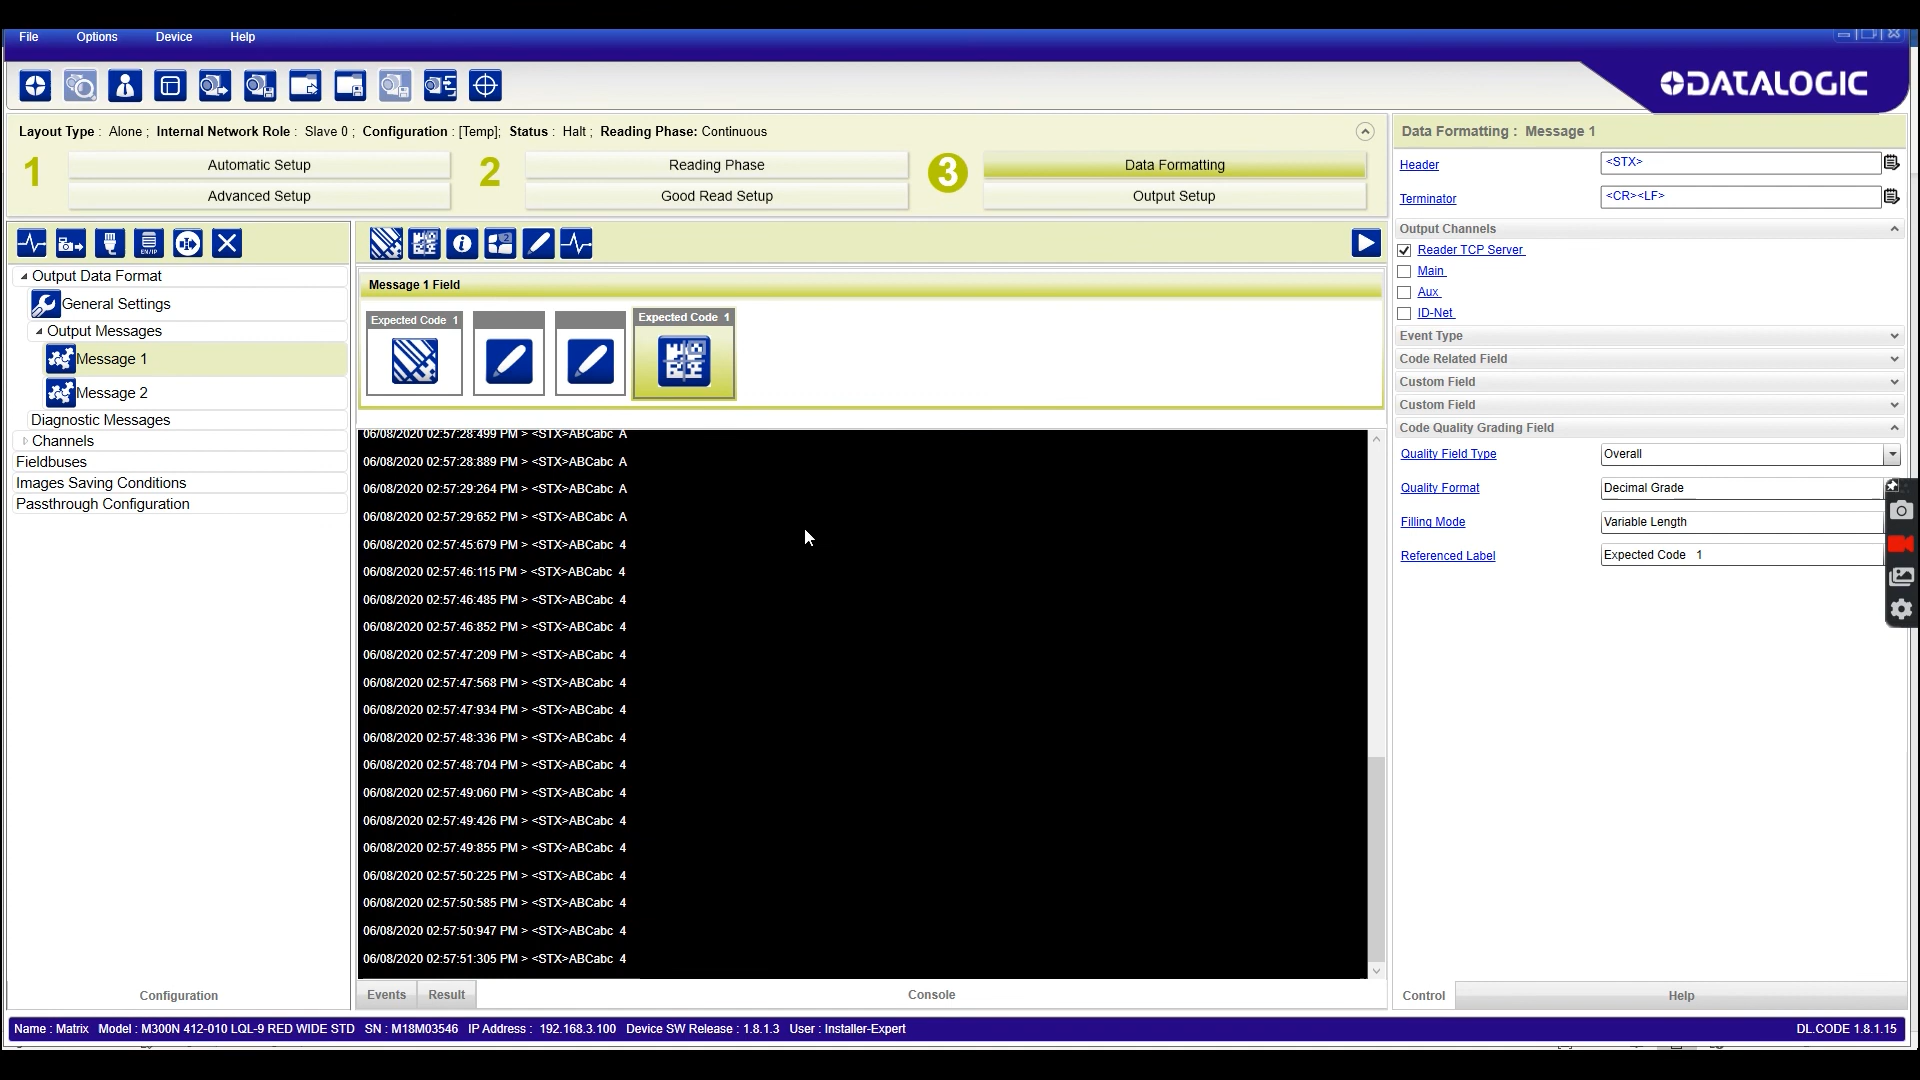 File Options Device Help
DATALOGIC
Layout Type : Alone ; Internal Network Role : Slave 0 ; Configuration : [Temp]; Status : Halt ; Reading Phase: Continuous
1 Automatic Setup 2 Reading Phase 3 Data Formatting
Advanced Setup Good Read Setup Output Setup
EN/IP
Output Data Format
General Settings
Output Messages
Message 1
Message 2
Diagnostic Messages
Channels
Fieldbuses
Images Saving Conditions
Passthrough Configuration
Configuration
Message 1 Field
Expected Code 1
Expected Code 1
06/08/2020 02:57:28:499 PM > <STX>ABCabc A
06/08/2020 02:57:28:889 PM > <STX>ABCabc A
06/08/2020 02:57:29:264 PM > <STX>ABCabc A
06/08/2020 02:57:29:652 PM > <STX>ABCabc A
06/08/2020 02:57:45:679 PM > <STX>ABCabc 4
06/08/2020 02:57:46:115 PM > <STX>ABCabc 4
06/08/2020 02:57:46:485 PM > <STX>ABCabc 4
06/08/2020 02:57:46:852 PM > <STX>ABCabc 4
06/08/2020 02:57:47:209 PM > <STX>ABCabc 4
06/08/2020 02:57:47:568 PM > <STX>ABCabc 4
06/08/2020 02:57:47:934 PM > <STX>ABCabc 4
06/08/2020 02:57:48:336 PM > <STX>ABCabc 4
06/08/2020 02:57:48:704 PM > <STX>ABCabc 4
06/08/2020 02:57:49:060 PM > <STX>ABCabc 4
06/08/2020 02:57:49:426 PM > <STX>ABCabc 4
06/08/2020 02:57:49:855 PM > <STX>ABCabc 4
06/08/2020 02:57:50:225 PM > <STX>ABCabc 4
06/08/2020 02:57:50:585 PM > <STX>ABCabc 4
06/08/2020 02:57:50:947 PM > <STX>ABCabc 4
06/08/2020 02:57:51:305 PM > <STX>ABCabc 4
Events Result Console
Data Formatting : Message 1
Header <STX>
Terminator <CR><LF>
Output Channels
Reader TCP Server
Main
Aux
ID-Net
Event Type
Code Related Field
Custom Field
Custom Field
Code Quality Grading Field
Quality Field Type Overall
Quality Format Decimal Grade
Filling Mode Variable Length
Referenced Label Expected Code 1
Control Help
Name : Matrix Model : M300N 412-010 LQL-9 RED WIDE STD SN : M18M03546 IP Address : 192.168.3.100 Device SW Release : 1.8.1.3 User : Installer-Expert DL.CODE 1.8.1.15